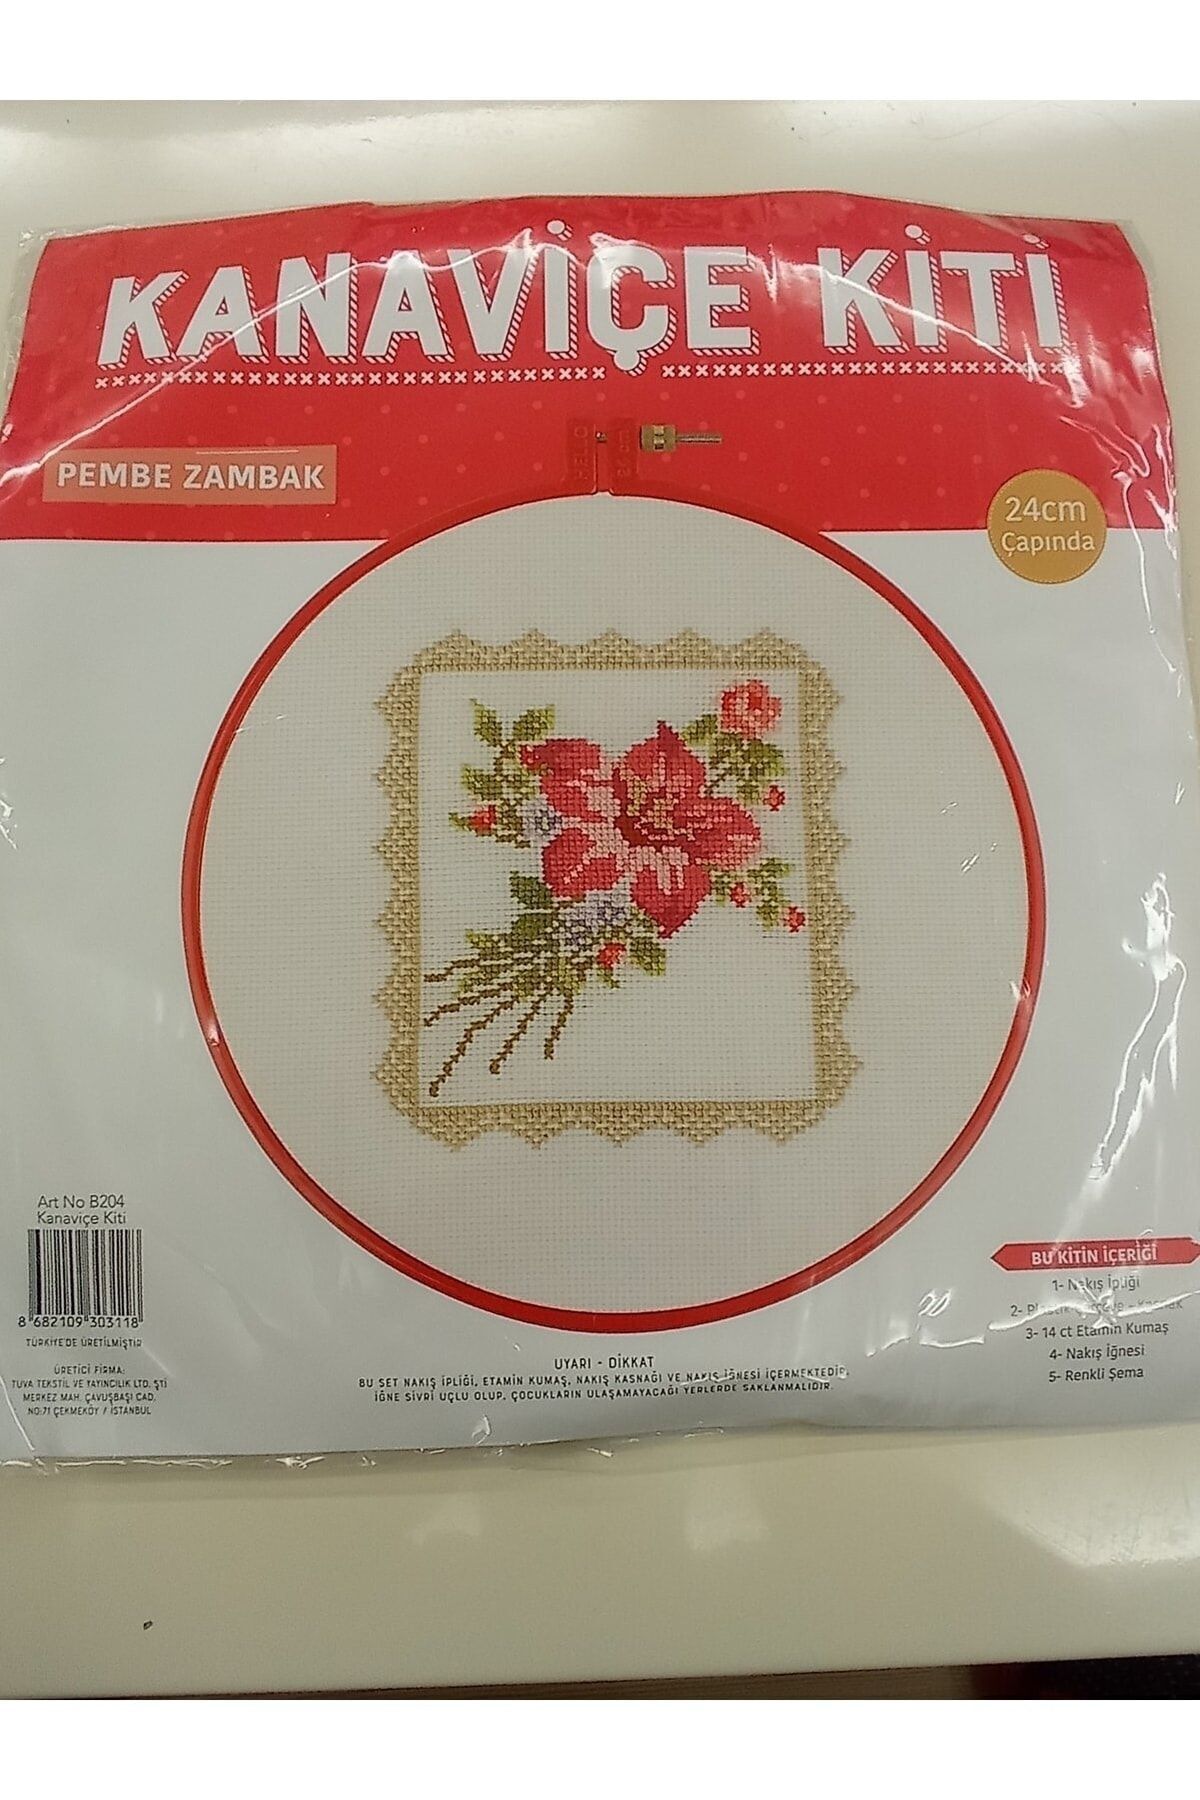 KANAVİÇE KİTİ
PEMBE ZAMBAK
24cm
Çapında
Art No B204
Kanaviçe Kiti
8 682109 303118
TÜRKİYE'DE ÜRETİLMİŞTİR
ÜRETİCİ FİRMA:
TUVA TEKSTİL VE YAYINCILIK LTD. ŞTİ
MERKEZ MAH. ÇAVUŞBAŞI CAD.
NO:71 ÇEKMEKÖY / İSTANBUL
UYARI - DİKKAT
BU SET NAKIŞ İPLİĞİ, ETAMİN KUMAŞ, NAKIŞ KASNAĞI VE NAKIŞ İĞNESİ İÇERMEKTEDİR.
İĞNE SİVRİ UÇLU OLUP, ÇOCUKLARIN ULAŞAMAYACAĞI YERLERDE SAKLANMALIDIR.
BU KİTİN İÇERİĞİ
1- Nakış İpliği
2- Plastik Çerçeve - Kasnak
3- 14 ct Etamin Kumaş
4- Nakış İğnesi
5- Renkli Şema